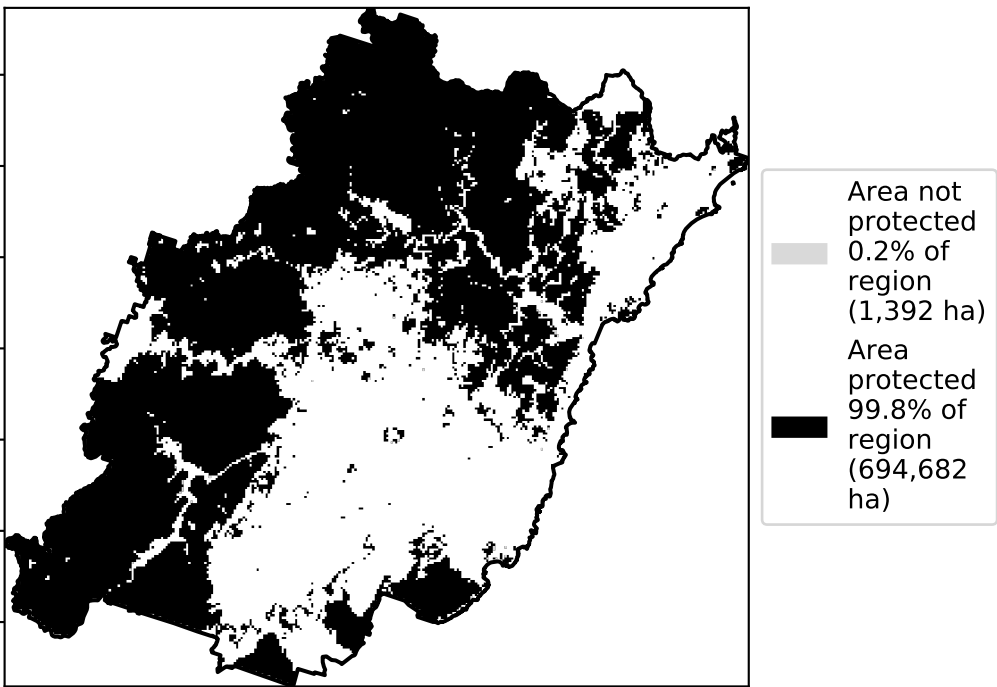 Area not
protected
0.2% of
region
(1,392 ha)
Area
protected
99.8% of
region
(694,682
ha)